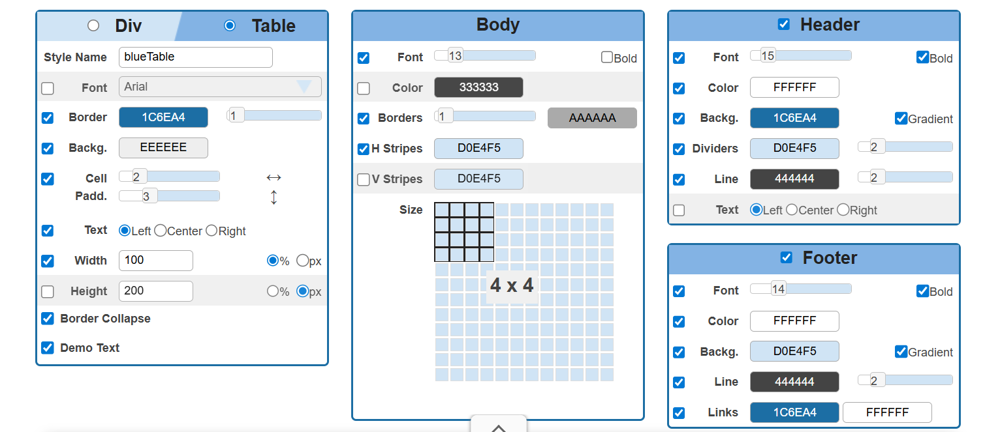 Div Table
Style Name blueTable
Font Arial
Border 1C6EA4 1
Backg. EEEEEE
Cell 2 ↔
Padd. 3 ↕
Text Left Center Right
Width 100 % px
Height 200 % px
Border Collapse
Demo Text
Body
Font 13 Bold
Color 333333
Borders 1 AAAAAA
H Stripes D0E4F5
V Stripes D0E4F5
Size
4 x 4
Header
Font 15 Bold
Color FFFFFF
Backg. 1C6EA4 Gradient
Dividers D0E4F5 2
Line 444444 2
Text Left Center Right
Footer
Font 14 Bold
Color FFFFFF
Backg. D0E4F5 Gradient
Line 444444 2
Links 1C6EA4 FFFFFF